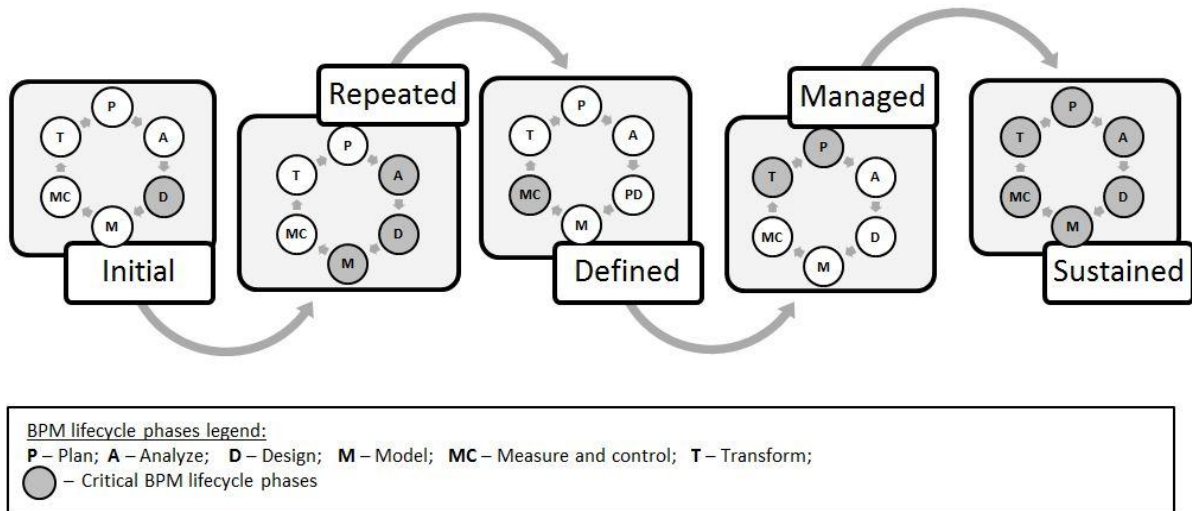 Initial
P
A
D
M
MC
T
Repeated
P
A
D
M
MC
T
Defined
P
A
PD
M
MC
T
Managed
P
A
D
M
MC
T
Sustained
P
A
D
M
MC
T
BPM lifecycle phases legend:
P – Plan; A – Analyze; D – Design; M – Model; MC – Measure and control; T – Transform;
– Critical BPM lifecycle phases